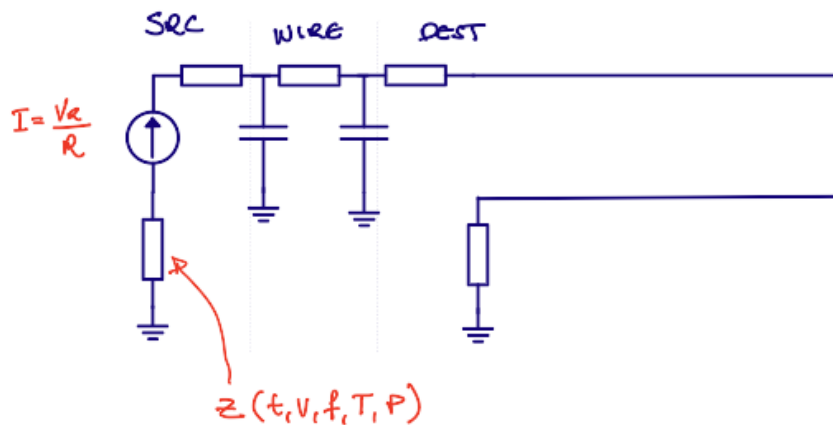 SRC WIRE DEST
I = VR/R
Z (t, V, f, T, P)